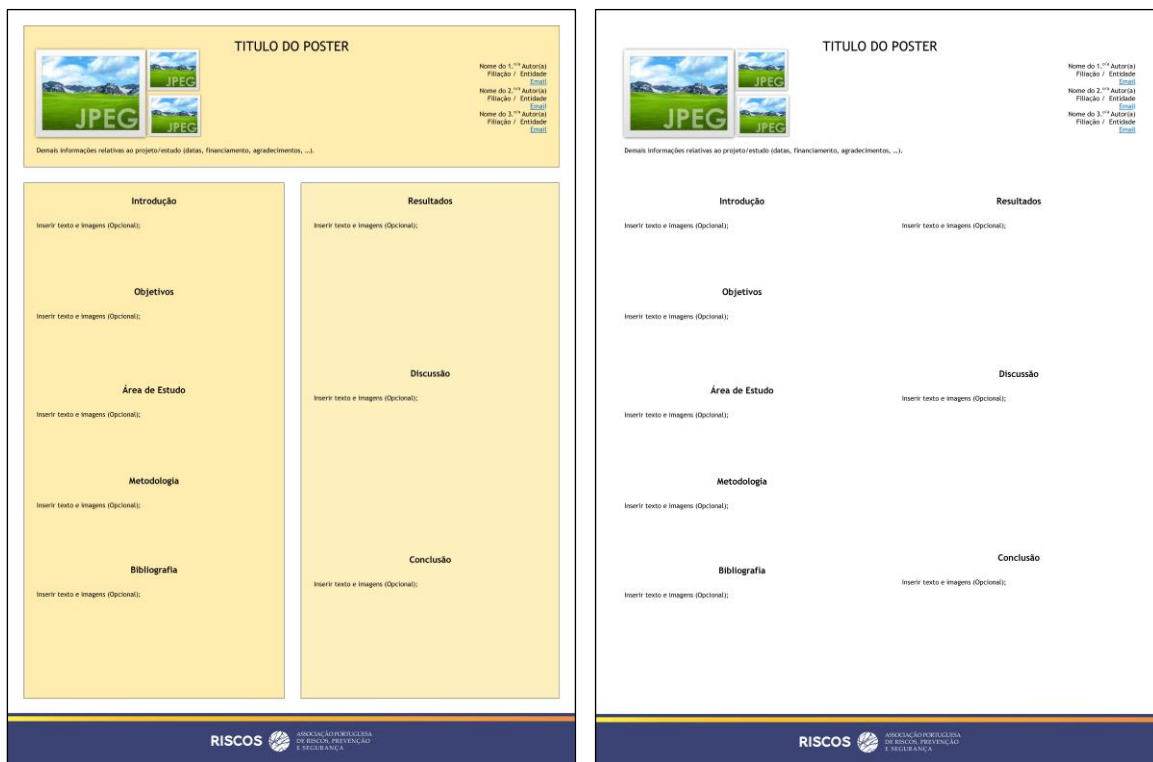 TITULO DO POSTER
JPEG
JPEG
JPEG
Nome do 1.º/ª Autor(a)
Filiação / Entidade
Email
Nome do 2.º/ª Autor(a)
Filiação / Entidade
Email
Nome do 3.º/ª Autor(a)
Filiação / Entidade
Email
Demais informações relativas ao projeto/estudo (datas, financiamento, agradecimentos, …).
Introdução
Inserir texto e imagens (Opcional);
Objetivos
Inserir texto e imagens (Opcional);
Área de Estudo
Inserir texto e imagens (Opcional);
Metodologia
Inserir texto e imagens (Opcional);
Bibliografia
Inserir texto e imagens (Opcional);
Resultados
Inserir texto e imagens (Opcional);
Discussão
Inserir texto e imagens (Opcional);
Conclusão
Inserir texto e imagens (Opcional);
RISCOS
ASSOCIAÇÃO PORTUGUESA
DE RISCOS, PREVENÇÃO
E SEGURANÇA
TITULO DO POSTER
JPEG
JPEG
JPEG
Nome do 1.º/ª Autor(a)
Filiação / Entidade
Email
Nome do 2.º/ª Autor(a)
Filiação / Entidade
Email
Nome do 3.º/ª Autor(a)
Filiação / Entidade
Email
Demais informações relativas ao projeto/estudo (datas, financiamento, agradecimentos, …).
Introdução
Inserir texto e imagens (Opcional);
Objetivos
Inserir texto e imagens (Opcional);
Área de Estudo
Inserir texto e imagens (Opcional);
Metodologia
Inserir texto e imagens (Opcional);
Bibliografia
Inserir texto e imagens (Opcional);
Resultados
Inserir texto e imagens (Opcional);
Discussão
Inserir texto e imagens (Opcional);
Conclusão
Inserir texto e imagens (Opcional);
RISCOS
ASSOCIAÇÃO PORTUGUESA
DE RISCOS, PREVENÇÃO
E SEGURANÇA